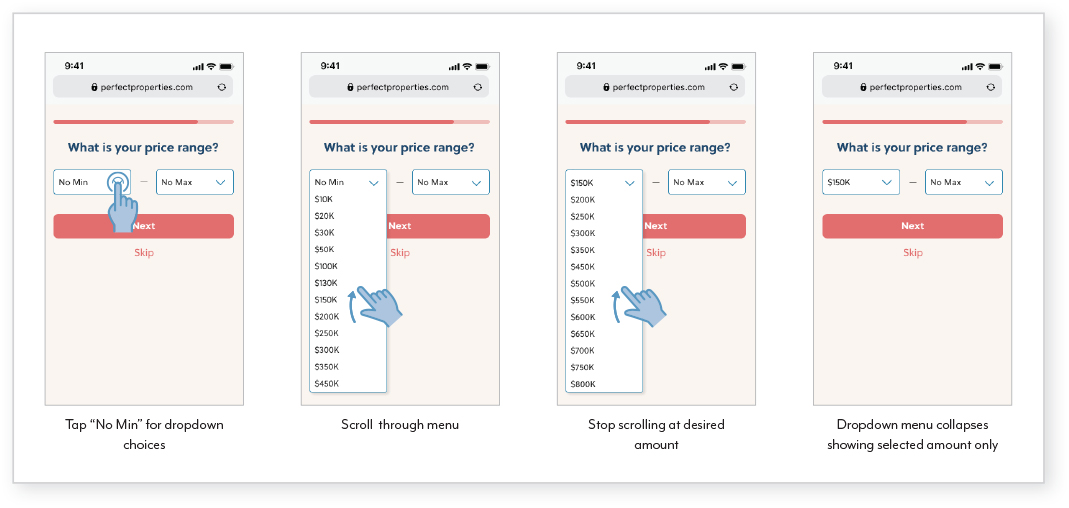 9:41
perfectproperties.com
What is your price range?
No Min
–
No Max
Next
Skip
Tap “No Min” for dropdown
choices
9:41
perfectproperties.com
What is your price range?
No Min
–
No Max
$10K
$20K
$30K
$50K
$100K
$130K
$150K
$200K
$250K
$300K
$350K
$450K
Next
Skip
Scroll through menu
9:41
perfectproperties.com
What is your price range?
$150K
–
No Max
$200K
$250K
$300K
$350K
$450K
$500K
$550K
$600K
$650K
$700K
$750K
$800K
Next
Skip
Stop scrolling at desired
amount
9:41
perfectproperties.com
What is your price range?
$150K
–
No Max
Next
Skip
Dropdown menu collapses
showing selected amount only